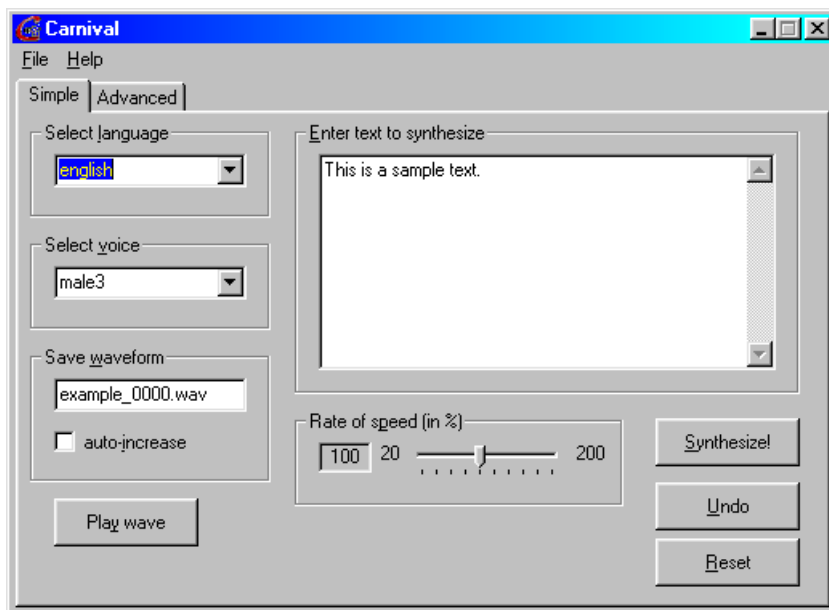 Carnival
File Help
Simple Advanced
Select language
english
Select voice
male3
Save waveform
example_0000.wav
auto-increase
Play wave
Enter text to synthesize
This is a sample text.
Rate of speed (in %)
100 20 200
Synthesize!
Undo
Reset